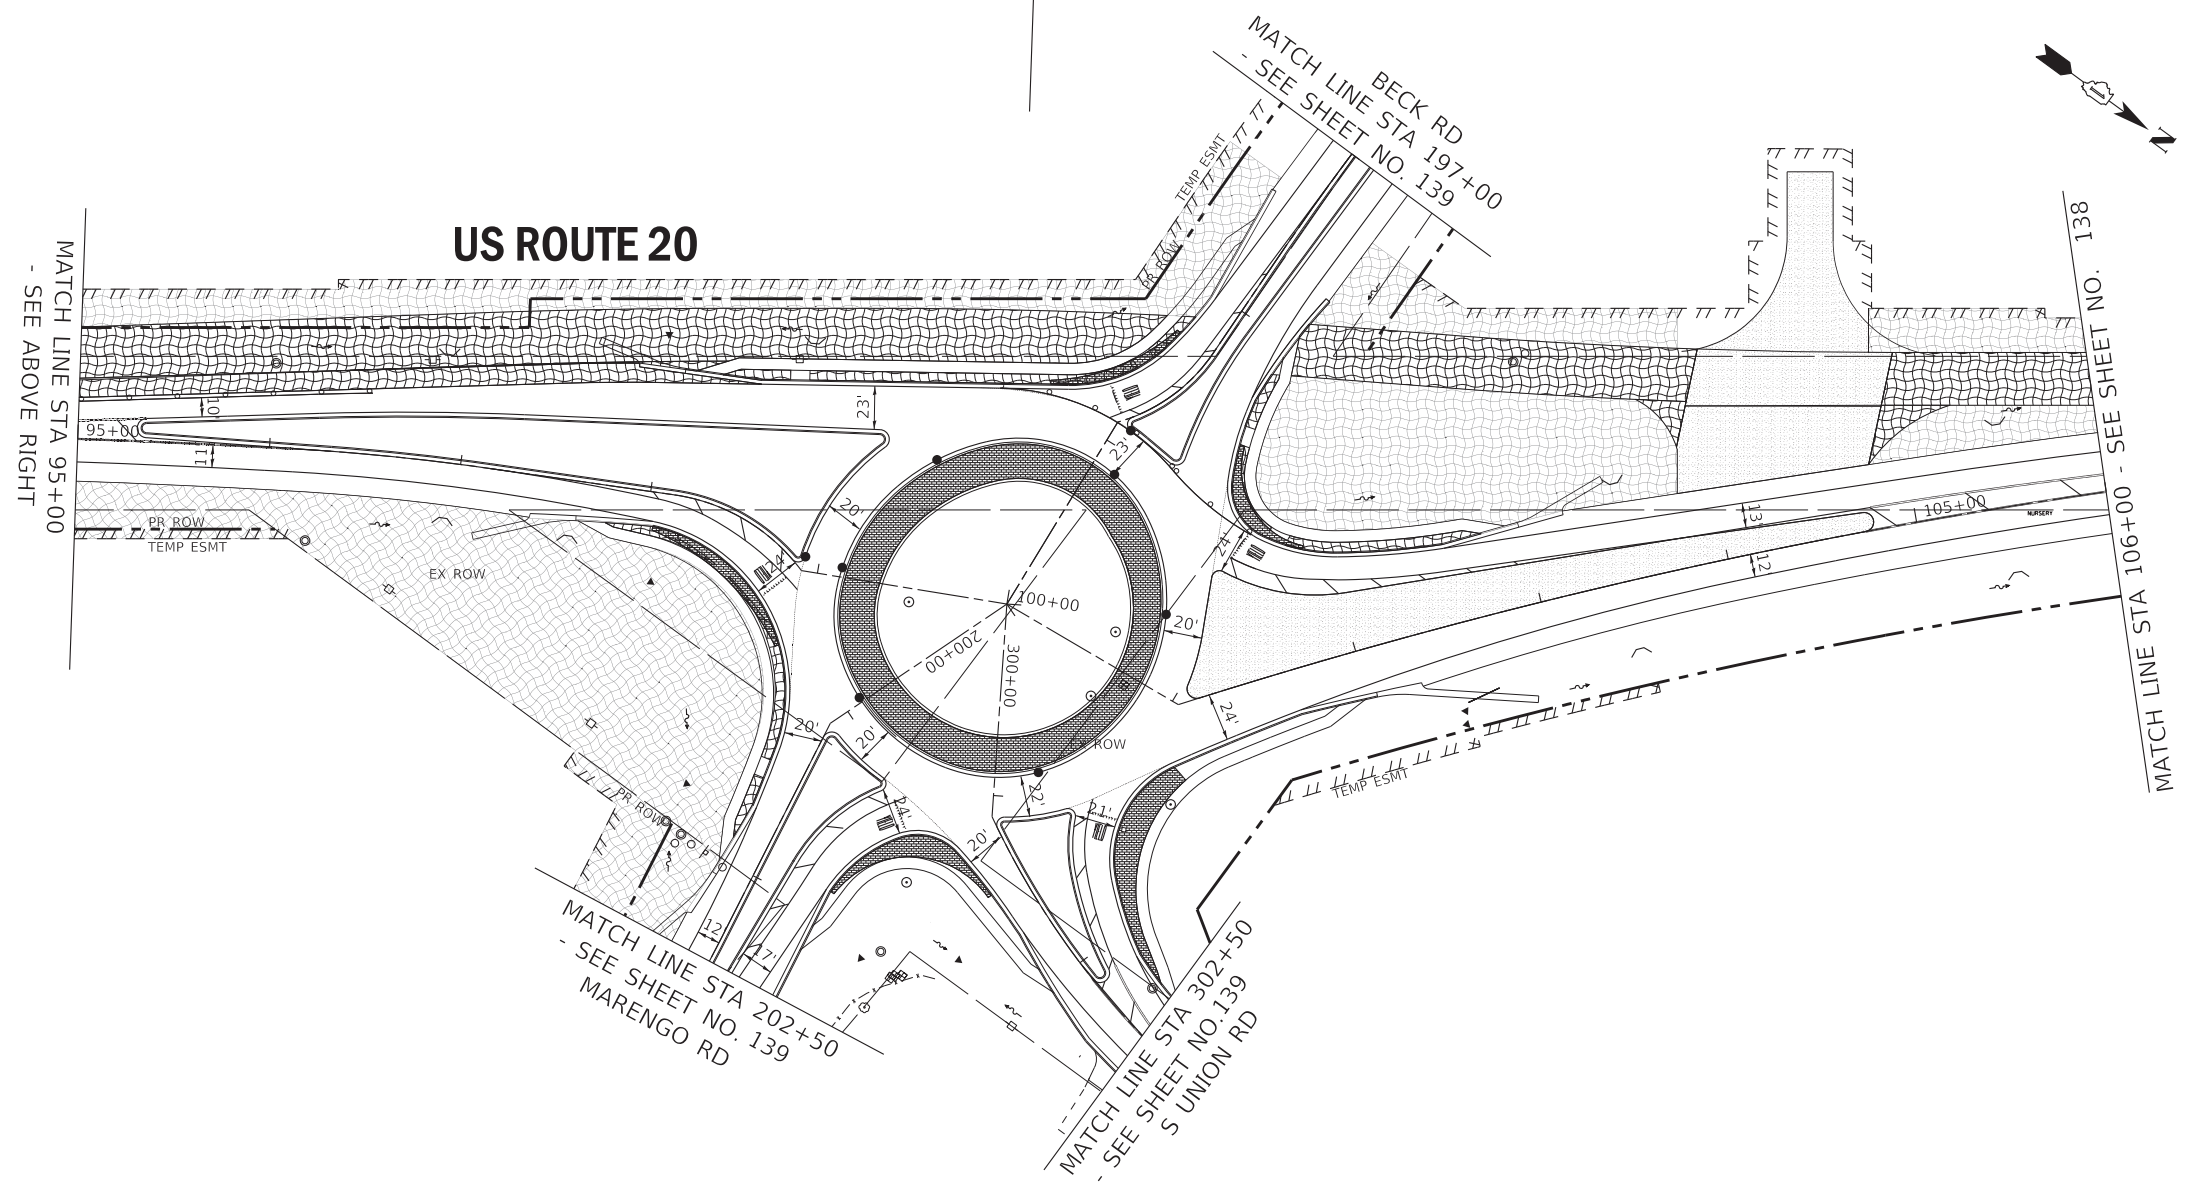 MATCH LINE STA 197+00
- SEE SHEET NO. 139
BECK RD
N
US ROUTE 20
TEMP ESMT
PR ROW
MATCH LINE STA 95+00
- SEE ABOVE RIGHT
MATCH LINE STA 106+00 - SEE SHEET NO. 138
10'
95+00
11'
23'
23'
20'
24'
24'
13'
12'
105+00
NURSERY
PR ROW
TEMP ESMT
EX ROW
100+00
200+00
300+00
20'
24'
20'
20'
EX ROW
22'
21'
24'
20'
TEMP ESMT
PR ROW
12'
17'
MATCH LINE STA 202+50
- SEE SHEET NO. 139
MARENGO RD
MATCH LINE STA 302+50
- SEE SHEET NO.139
S UNION RD